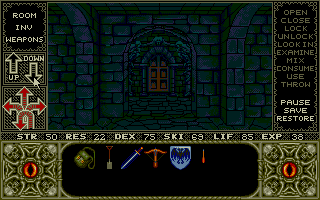 ROOM
INV
WEAPONS
UP
DOWN
OPEN
CLOSE
LOCK
UNLOCK
LOOK IN
EXAMINE
MIX
CONSUME
USE
THROW
PAUSE
SAVE
RESTORE
STR 50 RES 22 DEX 75 SKI 69 LIF 85 EXP 38